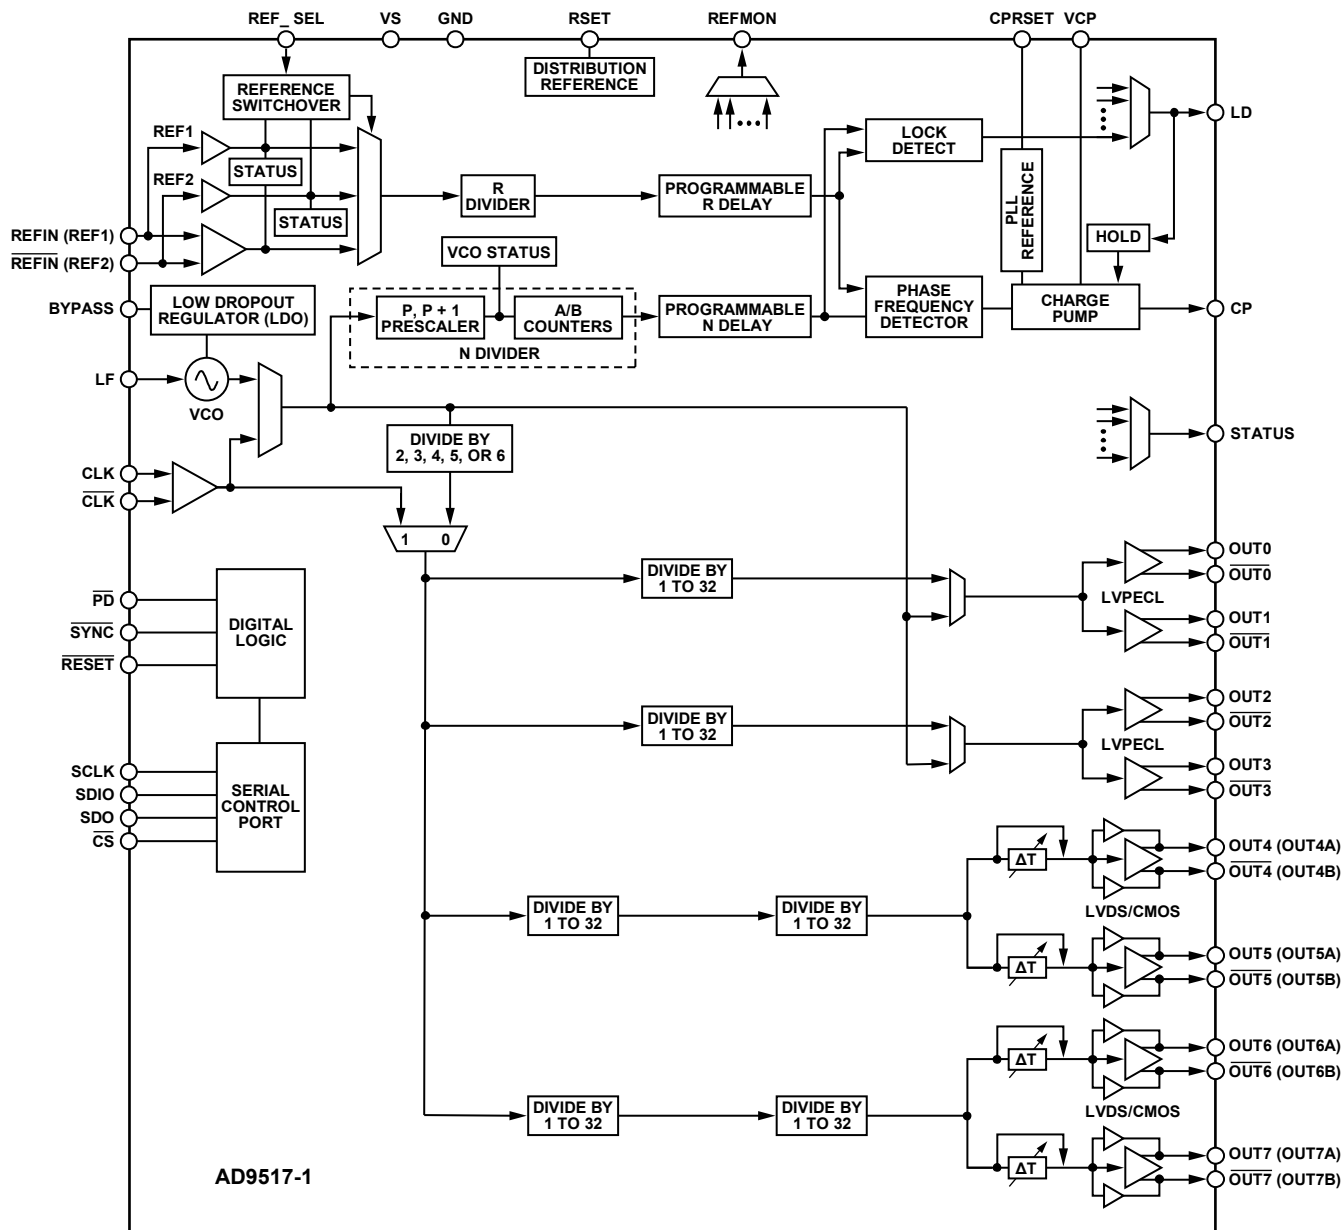 REF_ SEL
VS
GND
RSET
REFMON
CPRSET
VCP
DISTRIBUTION
REFERENCE
REFERENCE
SWITCHOVER
REF1
STATUS
REF2
STATUS
R
DIVIDER
PROGRAMMABLE
R DELAY
LOCK
DETECT
PLL
REFERENCE
LD
HOLD
REFIN (REF1)
REFIN (REF2)
BYPASS
LOW DROPOUT
REGULATOR (LDO)
VCO STATUS
P, P + 1
PRESCALER
A/B
COUNTERS
N DIVIDER
PROGRAMMABLE
N DELAY
PHASE
FREQUENCY
DETECTOR
CHARGE
PUMP
CP
LF
VCO
DIVIDE BY
2, 3, 4, 5, OR 6
STATUS
CLK
CLK
1 0
DIVIDE BY
1 TO 32
LVPECL
OUT0
OUT0
OUT1
OUT1
PD
SYNC
RESET
DIGITAL
LOGIC
DIVIDE BY
1 TO 32
LVPECL
OUT2
OUT2
OUT3
OUT3
SCLK
SDIO
SDO
CS
SERIAL
CONTROL
PORT
DIVIDE BY
1 TO 32
DIVIDE BY
1 TO 32
ΔT
OUT4 (OUT4A)
OUT4 (OUT4B)
LVDS/CMOS
ΔT
OUT5 (OUT5A)
OUT5 (OUT5B)
DIVIDE BY
1 TO 32
DIVIDE BY
1 TO 32
ΔT
OUT6 (OUT6A)
OUT6 (OUT6B)
LVDS/CMOS
ΔT
OUT7 (OUT7A)
OUT7 (OUT7B)
AD9517-1